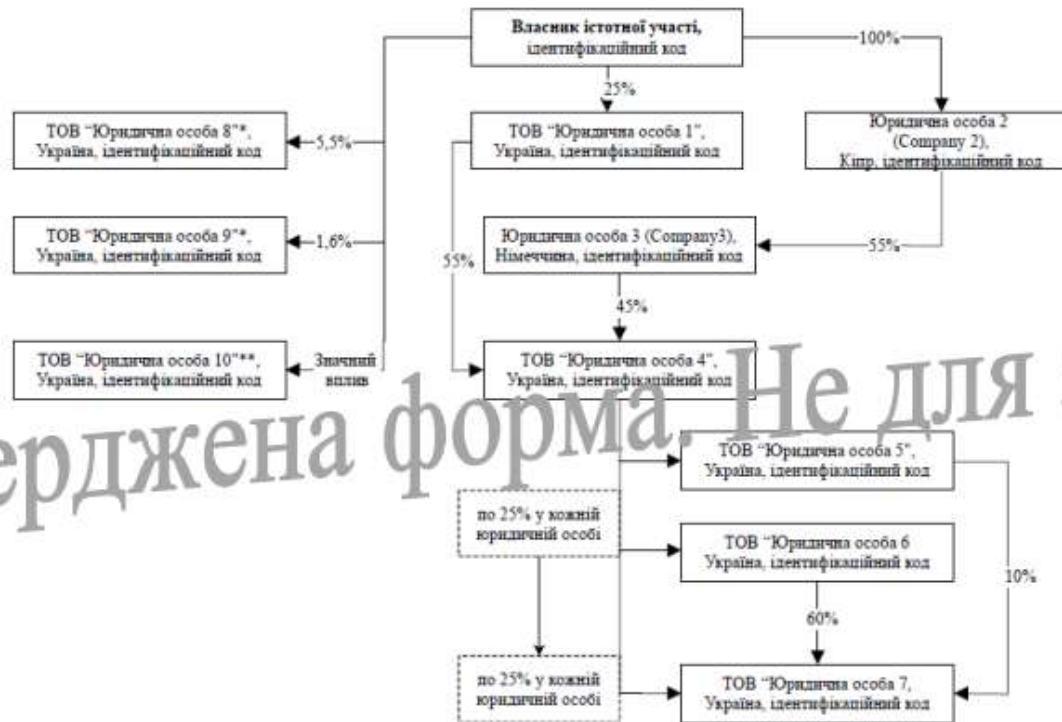 Власник істотної участі,
ідентифікаційний код
100%
25%
ТОВ “Юридична особа 8”*,
Україна, ідентифікаційний код
5,5%
ТОВ “Юридична особа 1”,
Україна, ідентифікаційний код
Юридична особа 2
(Company 2),
Кіпр, ідентифікаційний код
ТОВ “Юридична особа 9”*,
Україна, ідентифікаційний код
1,6%
55%
Юридична особа 3 (Company3),
Німеччина, ідентифікаційний код
55%
45%
ТОВ “Юридична особа 10”**,
Україна, ідентифікаційний код
Значний
вплив
ТОВ “Юридична особа 4”,
Україна, ідентифікаційний код
ерджена форма. Не для
ТОВ “Юридична особа 5”,
Україна, ідентифікаційний код
по 25% у кожній
юридичній особі
ТОВ “Юридична особа 6
Україна, ідентифікаційний код
10%
60%
по 25% у кожній
юридичній особі
ТОВ “Юридична особа 7,
Україна, ідентифікаційний код